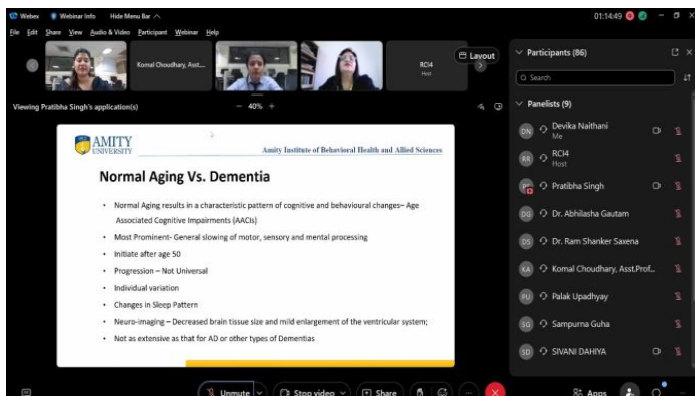 Webex
Webinar Info
Hide Menu Bar
01:14:49
File Edit Share View Audio & Video Participant Webinar Help
Komal Choudhary, Asst....
RCI4
Host
Layout
Viewing Pratibha Singh's application(s)
− 40% +
AMITY
UNIVERSITY
Amity Institute of Behavioral Health and Allied Sciences
Normal Aging Vs. Dementia
• Normal Aging results in a characteristic pattern of cognitive and behavioural changes– Age
Associated Cognitive Impairments (AACIs)
• Most Prominent- General slowing of motor, sensory and mental processing
• Initiate after age 50
• Progression – Not Universal
• Individual variation
• Changes in Sleep Pattern
• Neuro-imaging – Decreased brain tissue size and mild enlargement of the ventricular system;
• Not as extensive as that for AD or other types of Dementias
Participants (86)
Search
Panelists (9)
DN Devika Naithani
Me
RR RCI4
Host
Pratibha Singh
DG Dr. Abhilasha Gautam
DS Dr. Ram Shanker Saxena
KA Komal Choudhary, Asst.Prof...
PU Palak Upadhyay
SG Sampurna Guha
SD SIVANI DAHIYA
Unmute
Stop video
Share
Apps